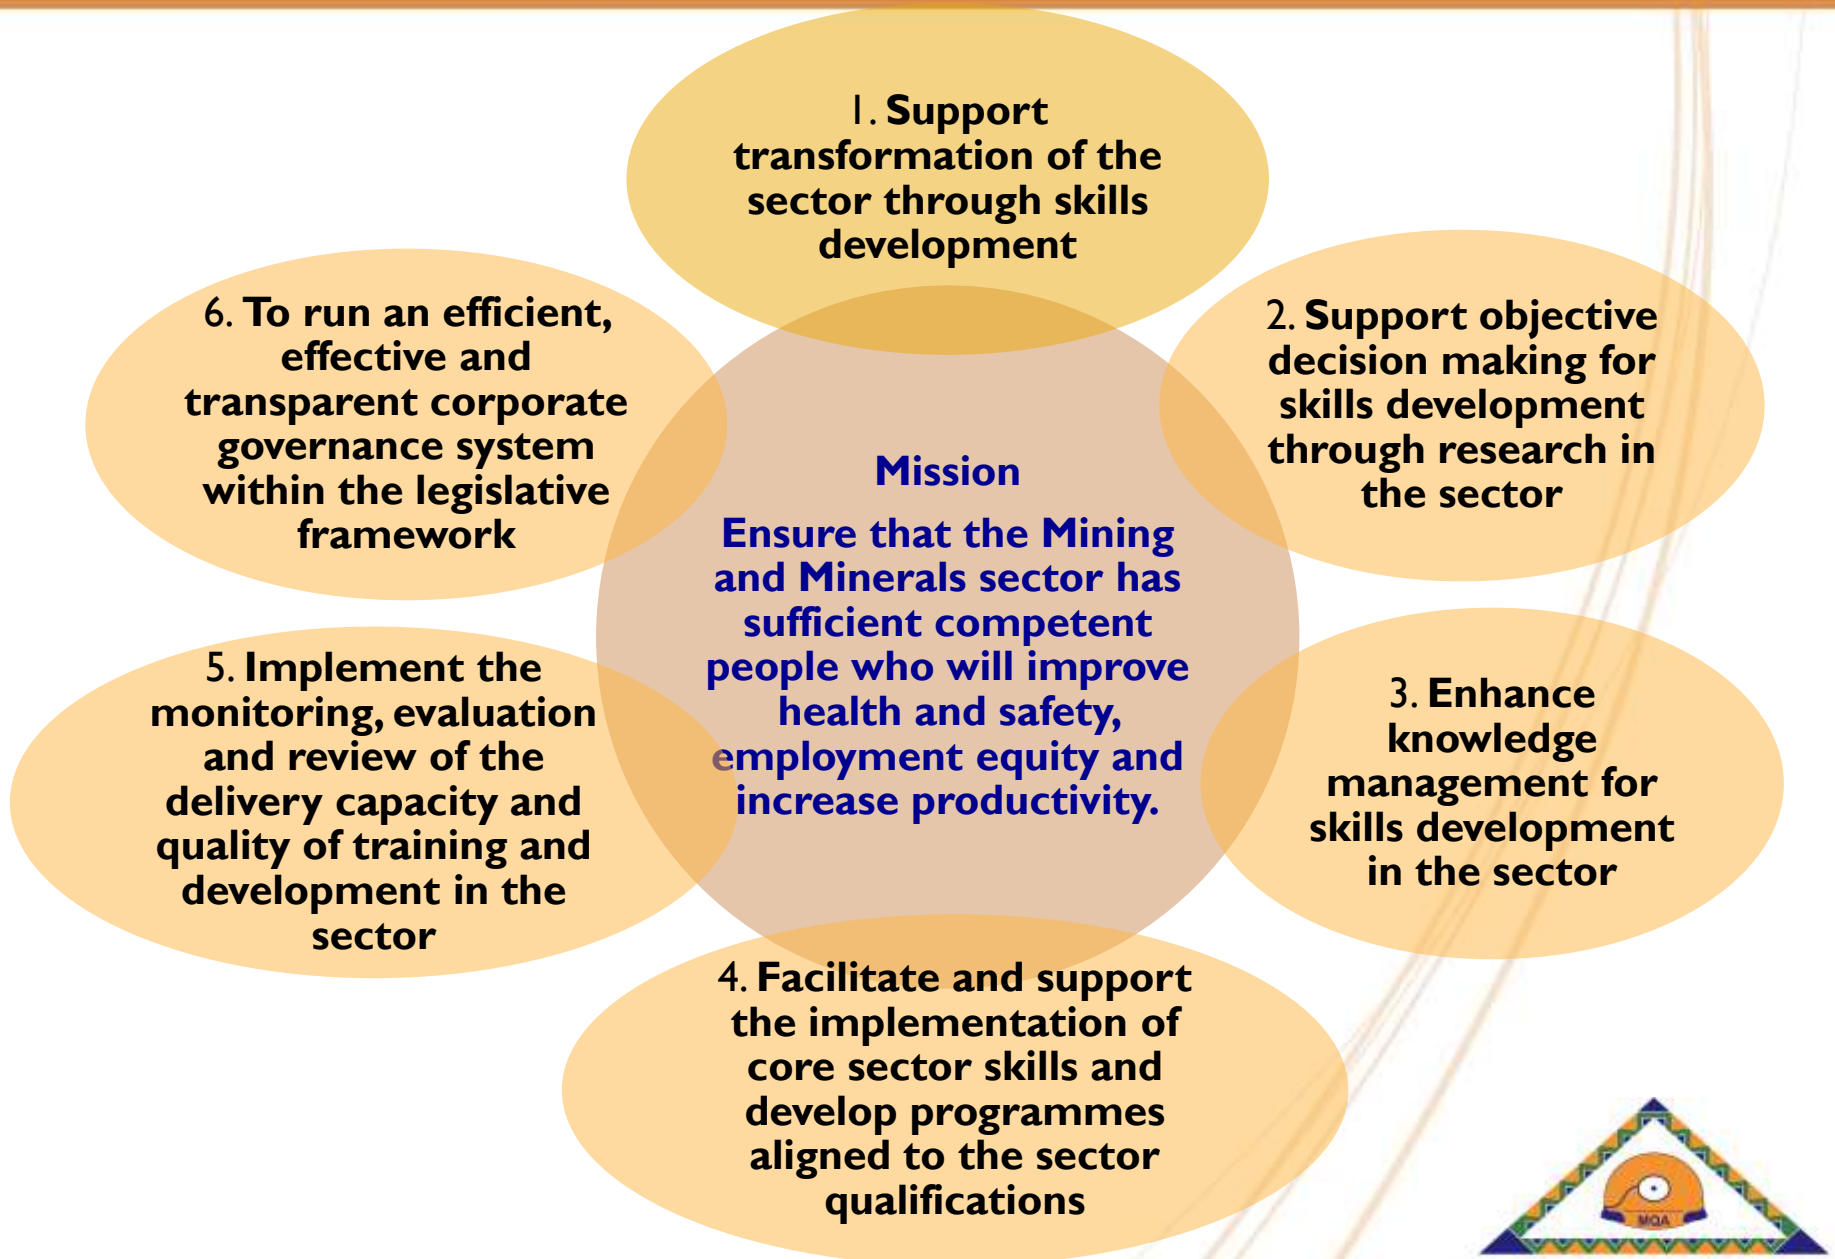 1. Support
transformation of the
sector through skills
development
2. Support objective
decision making for
skills development
through research in
the sector
3. Enhance
knowledge
management for
skills development
in the sector
4. Facilitate and support
the implementation of
core sector skills and
develop programmes
aligned to the sector
qualifications
5. Implement the
monitoring, evaluation
and review of the
delivery capacity and
quality of training and
development in the
sector
6. To run an efficient,
effective and
transparent corporate
governance system
within the legislative
framework
Mission
Ensure that the Mining
and Minerals sector has
sufficient competent
people who will improve
health and safety,
employment equity and
increase productivity.
MQA